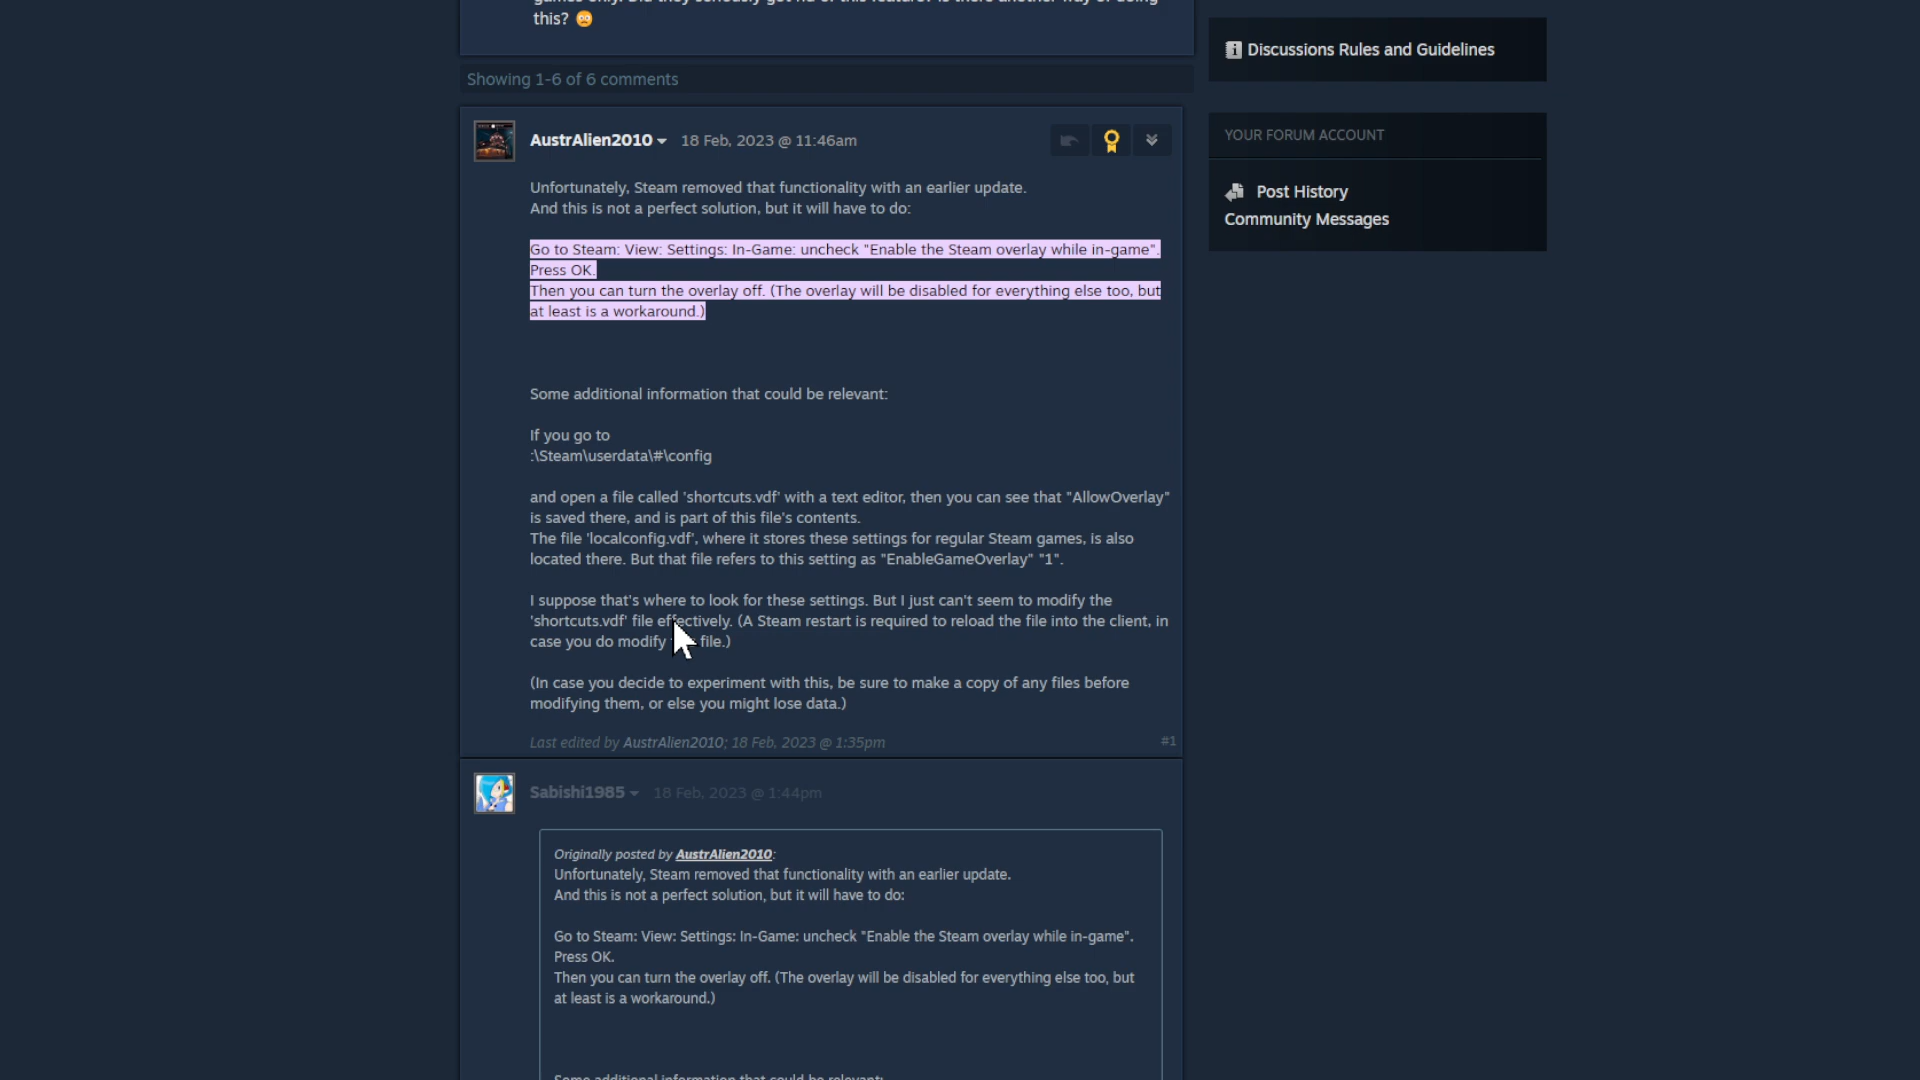 this?
Showing 1-6 of 6 comments
AustrAlien2010 18 Feb, 2023 @ 11:46am
Unfortunately, Steam removed that functionality with an earlier update.
And this is not a perfect solution, but it will have to do:
Go to Steam: View: Settings: In-Game: uncheck "Enable the Steam overlay while in-game".
Press OK.
Then you can turn the overlay off. (The overlay will be disabled for everything else too, but
at least is a workaround.)
Some additional information that could be relevant:
If you go to
:\Steam\userdata\#\config
and open a file called 'shortcuts.vdf' with a text editor, then you can see that "AllowOverlay"
is saved there, and is part of this file's contents.
The file 'localconfig.vdf', where it stores these settings for regular Steam games, is also
located there. But that file refers to this setting as "EnableGameOverlay" "1".
I suppose that's where to look for these settings. But I just can't seem to modify the
'shortcuts.vdf' file effectively. (A Steam restart is required to reload the file into the client, in
case you do modify file.)
(In case you decide to experiment with this, be sure to make a copy of any files before
modifying them, or else you might lose data.)
Last edited by AustrAlien2010; 18 Feb, 2023 @ 1:35pm
#1
Sabishi1985 18 Feb, 2023 @ 1:44pm
Originally posted by AustrAlien2010:
Unfortunately, Steam removed that functionality with an earlier update.
And this is not a perfect solution, but it will have to do:
Go to Steam: View: Settings: In-Game: uncheck "Enable the Steam overlay while in-game".
Press OK.
Then you can turn the overlay off. (The overlay will be disabled for everything else too, but
at least is a workaround.)
Some additional information that could be relevant:
Discussions Rules and Guidelines
YOUR FORUM ACCOUNT
Post History
Community Messages